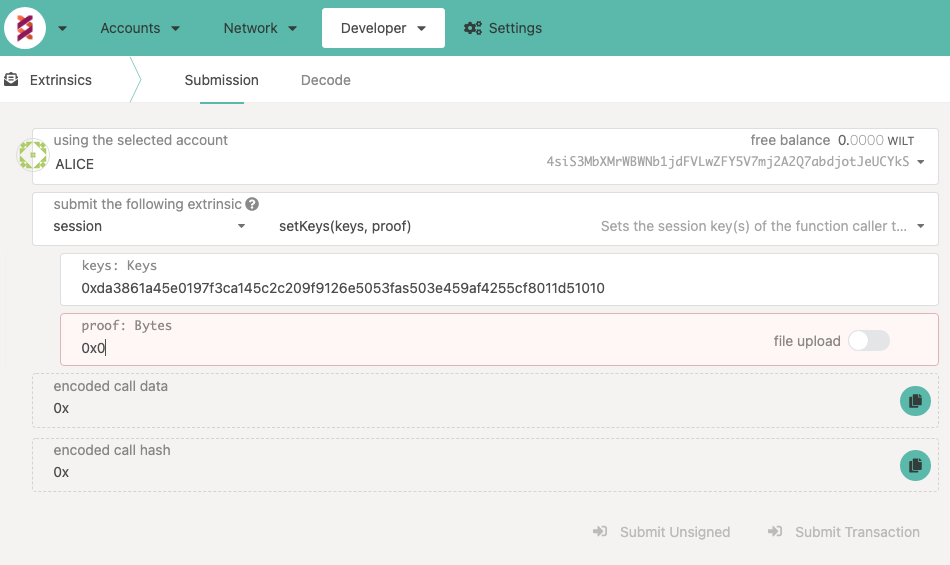 Accounts Network Developer Settings
Extrinsics Submission Decode
using the selected account free balance 0.0000 WILT
ALICE 4siS3MbXMrWBWNb1jdFVLwZFY5V7mj2A2Q7abdjotJeUCYkS
submit the following extrinsic
session setKeys(keys, proof) Sets the session key(s) of the function caller t...
keys: Keys
0xda3861a45e0197f3ca145c2c209f9126e5053fas503e459af4255cf8011d51010
proof: Bytes
0x0 file upload
encoded call data
0x
encoded call hash
0x
Submit Unsigned Submit Transaction